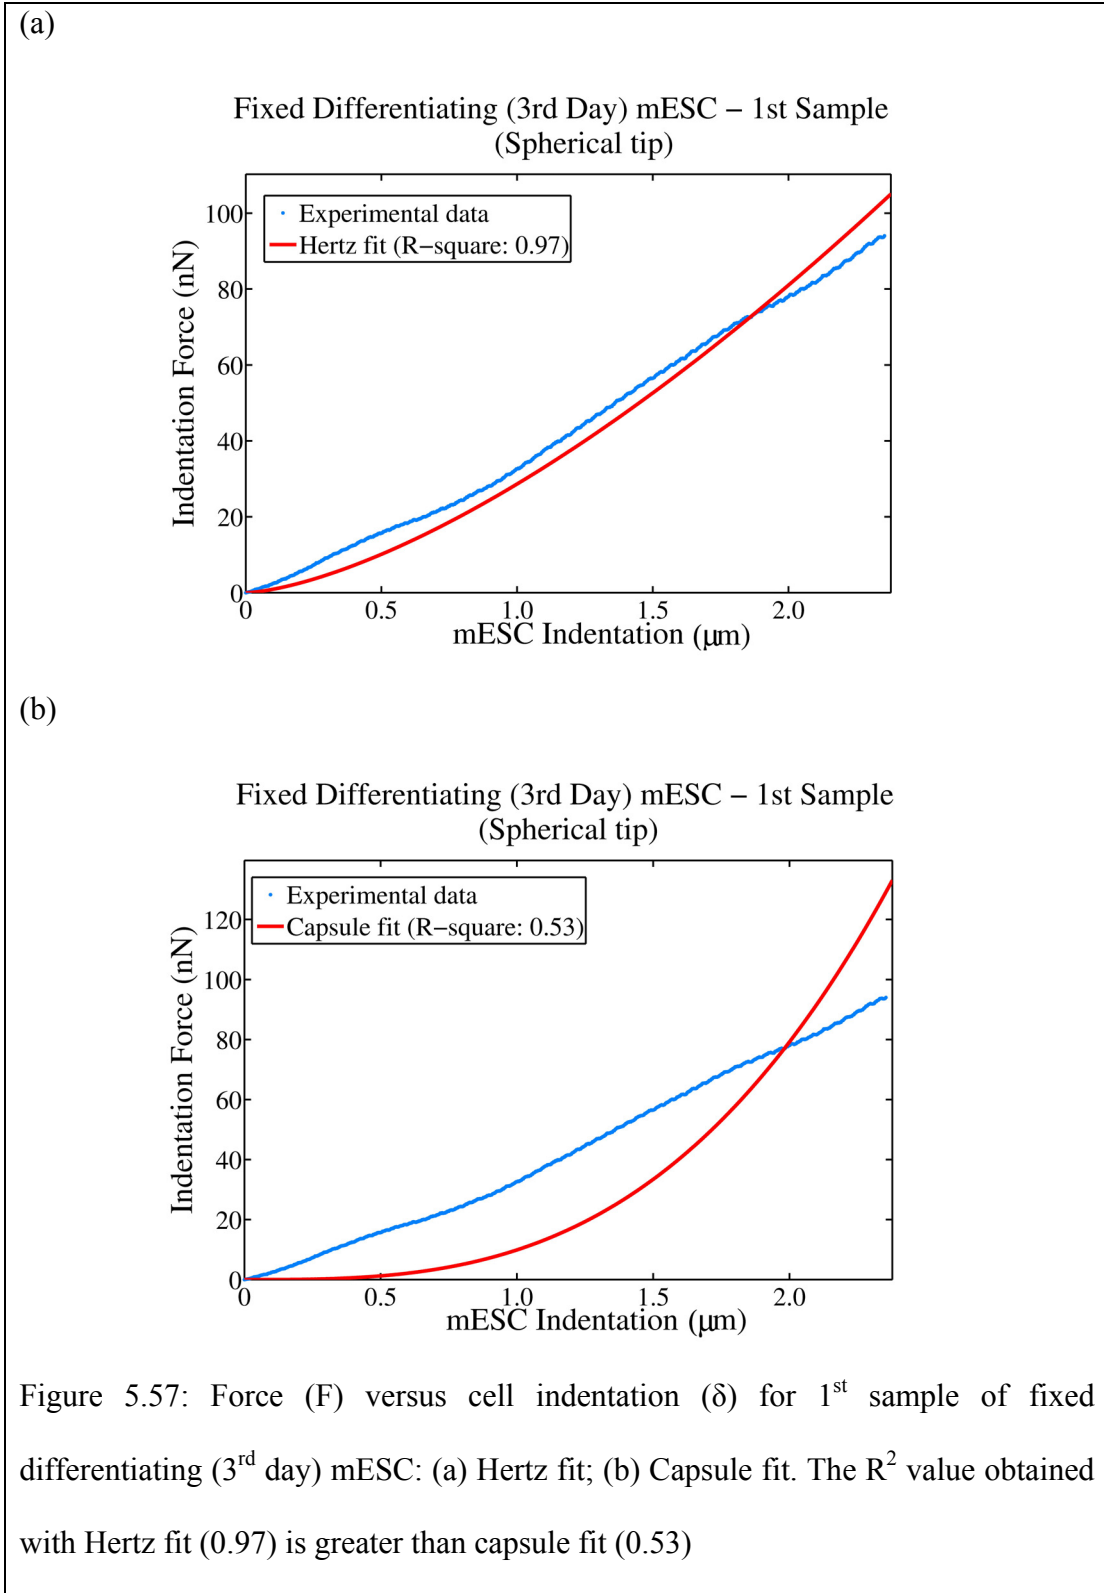 (a)
Fixed Differentiating (3rd Day) mESC − 1st Sample
(Spherical tip)
Experimental data
Hertz fit (R−square: 0.97)
Indentation Force (nN)
100
80
60
40
20
0
0 0.5 1.0 1.5 2.0
mESC Indentation (μm)
(b)
Fixed Differentiating (3rd Day) mESC − 1st Sample
(Spherical tip)
Experimental data
Capsule fit (R−square: 0.53)
Indentation Force (nN)
120
100
80
60
40
20
0
0 0.5 1.0 1.5 2.0
mESC Indentation (μm)
Figure 5.57: Force (F) versus cell indentation (δ) for 1st sample of fixed
differentiating (3rd day) mESC: (a) Hertz fit; (b) Capsule fit. The R2 value obtained
with Hertz fit (0.97) is greater than capsule fit (0.53)